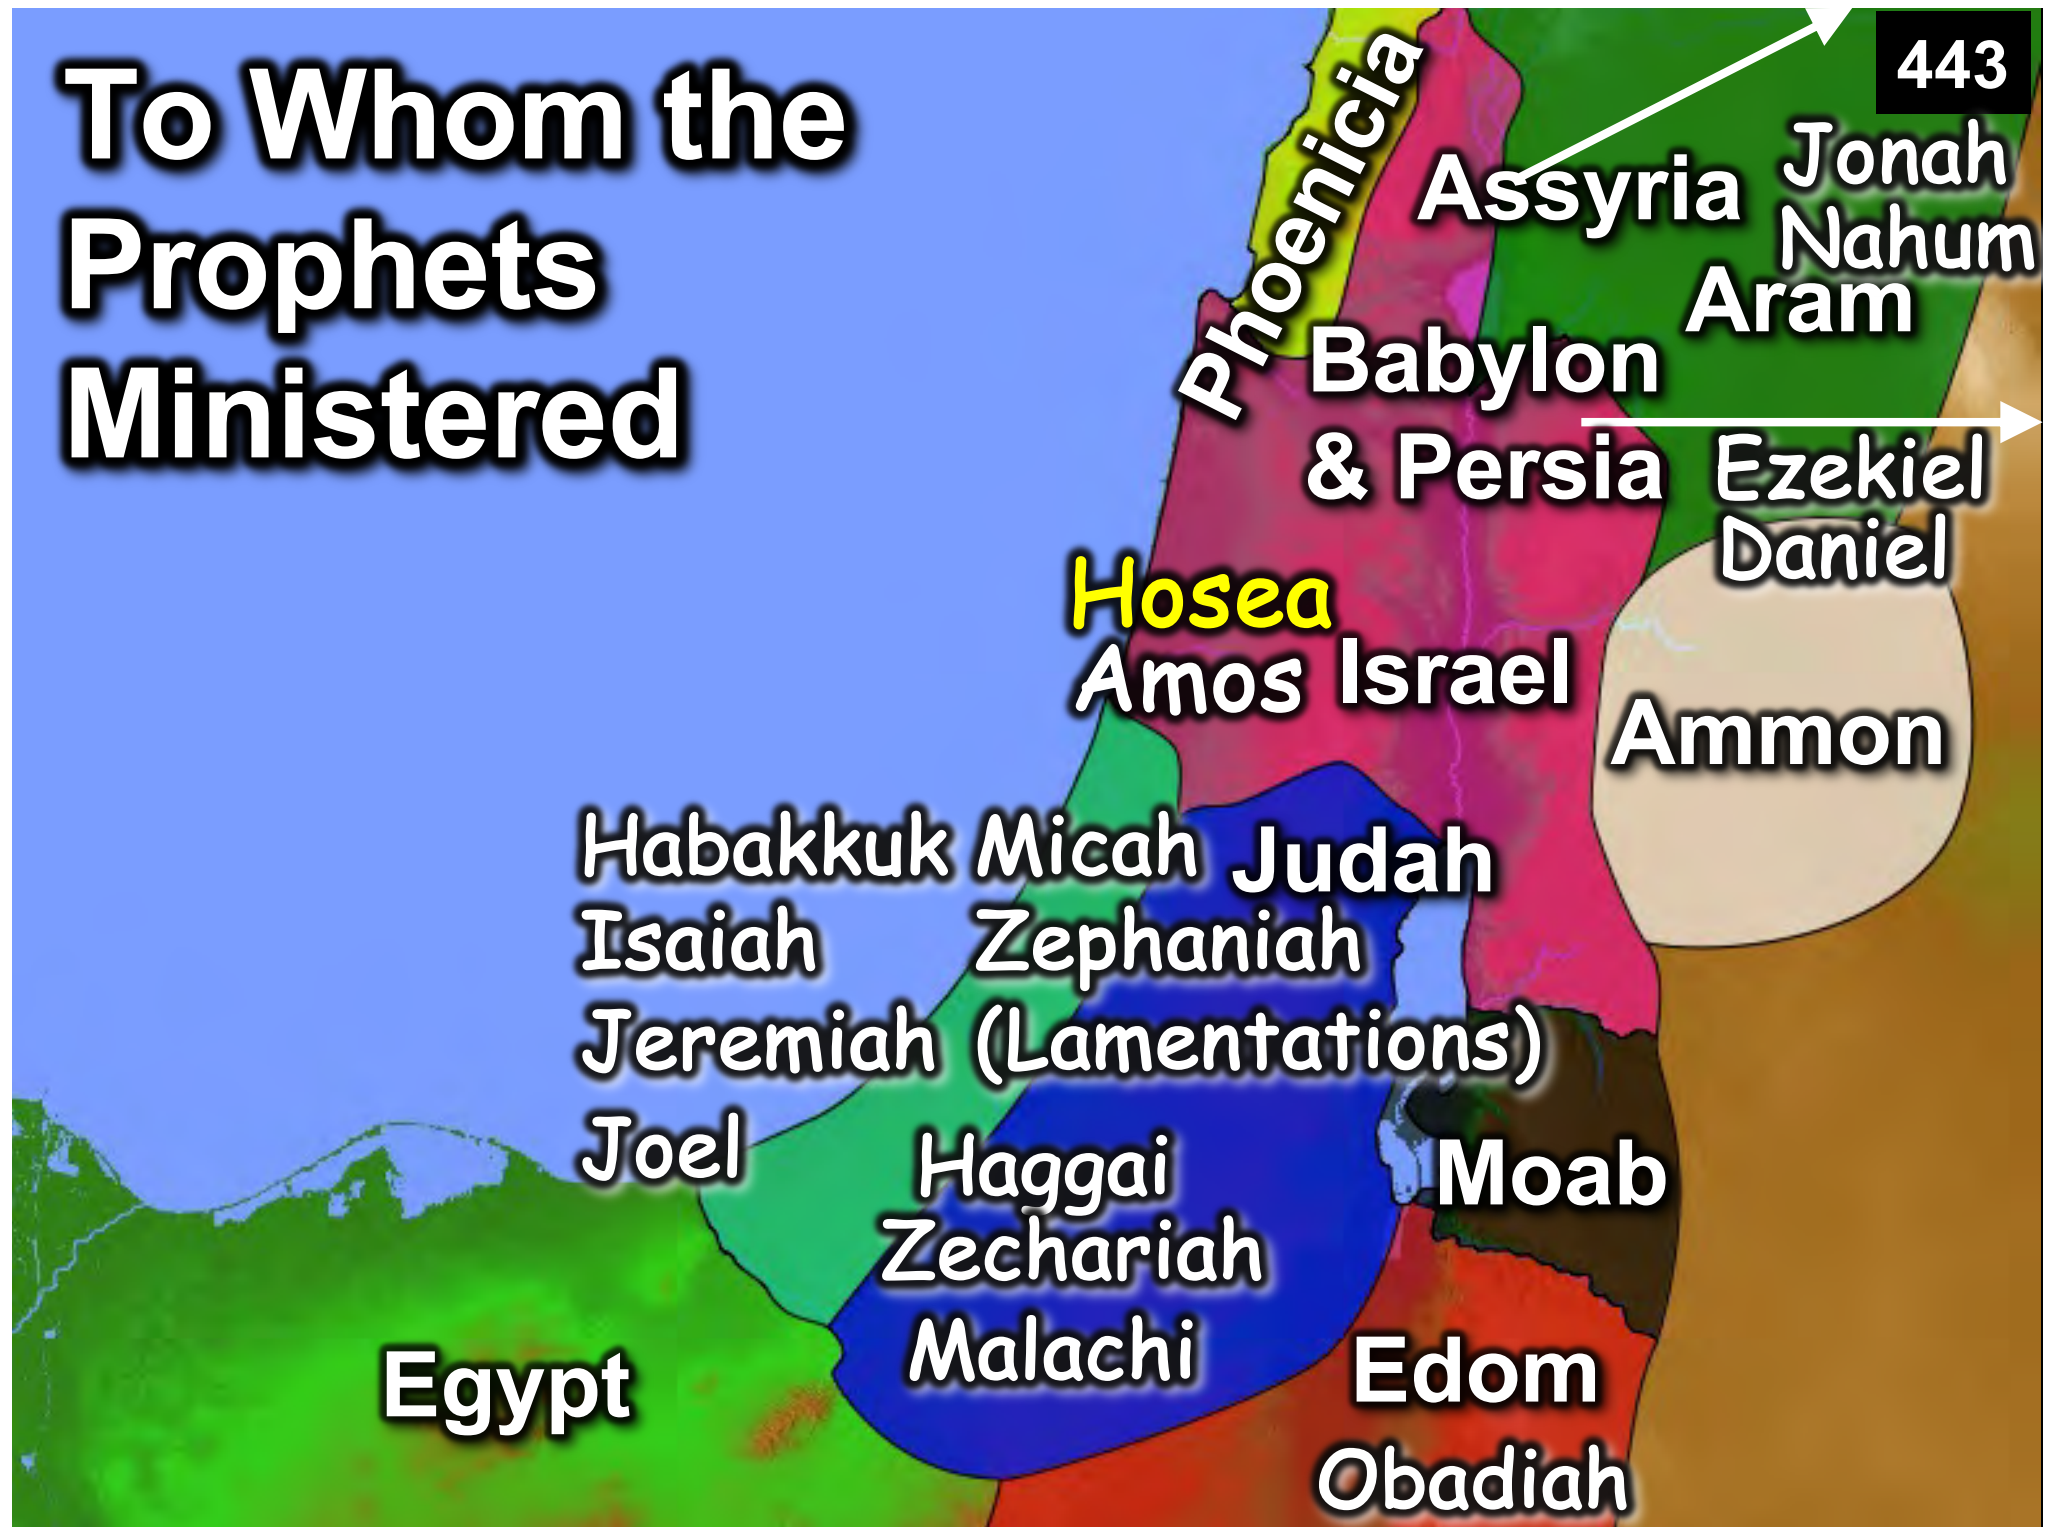 To Whom the
Prophets
Ministered
443
Phoenicia
Assyria
Jonah
Nahum
Aram
Babylon
& Persia
Ezekiel
Daniel
Hosea
Amos
Israel
Ammon
Habakkuk Micah
Judah
Isaiah Zephaniah
Jeremiah (Lamentations)
Joel
Haggai
Zechariah
Malachi
Moab
Egypt
Edom
Obadiah